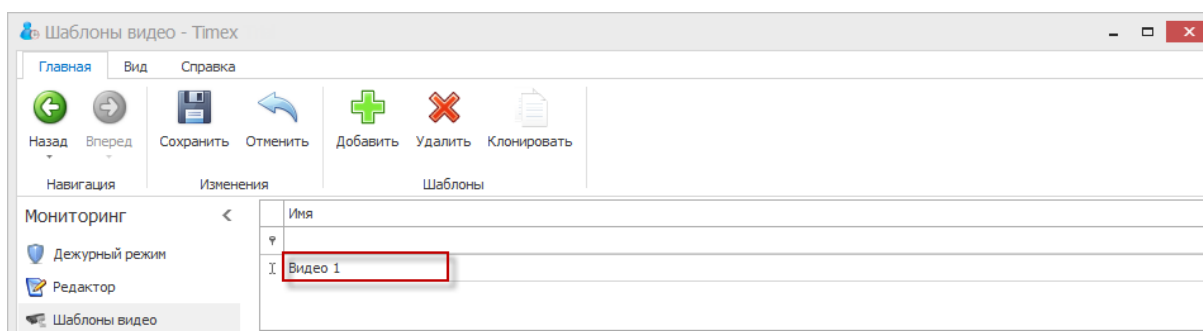 Шаблоны видео - Timex
Главная Вид Справка
Назад Вперед Сохранить Отменить Добавить Удалить Клонировать
Навигация Изменения Шаблоны
Мониторинг
Имя
Дежурный режим
Видео 1
Редактор
Шаблоны видео